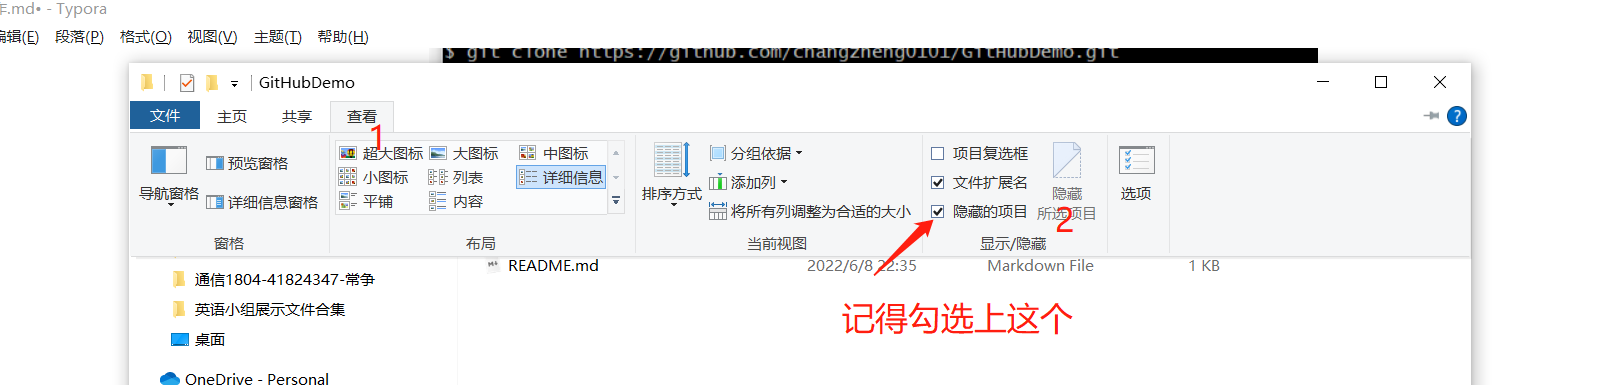 年.md• - Typora
编辑(E) 段落(P) 格式(O) 视图(V) 主题(T) 帮助(H)
$ git clone https://github.com/changzheng0101/GitHubDemo.git
GitHubDemo
文件 主页 共享 查看
1
导航窗格
预览窗格
详细信息窗格
窗格
超大图标 大图标 中图标
小图标 列表 详细信息
平铺 内容
布局
排序方式
分组依据
添加列
将所有列调整为合适的大小
当前视图
项目复选框
文件扩展名
隐藏的项目
隐藏
所选项目
2
显示/隐藏
选项
README.md 2022/6/8 22:35 Markdown File 1 KB
通信1804-41824347-常争
英语小组展示文件合集
桌面
OneDrive - Personal
记得勾选上这个